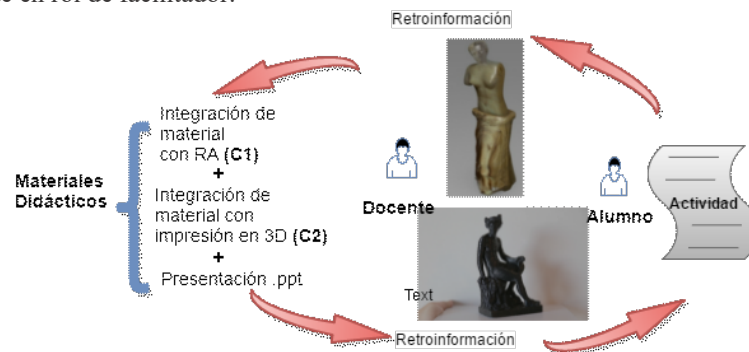 e en rol de facilitador.
Retroinformación
Integración de
material
con RA (C1)
+
Integración de
material con
impresión en 3D (C2)
+
Presentación .ppt
Materiales
Didácticos
Docente
Alumno
Actividad
Text
Retroinformación